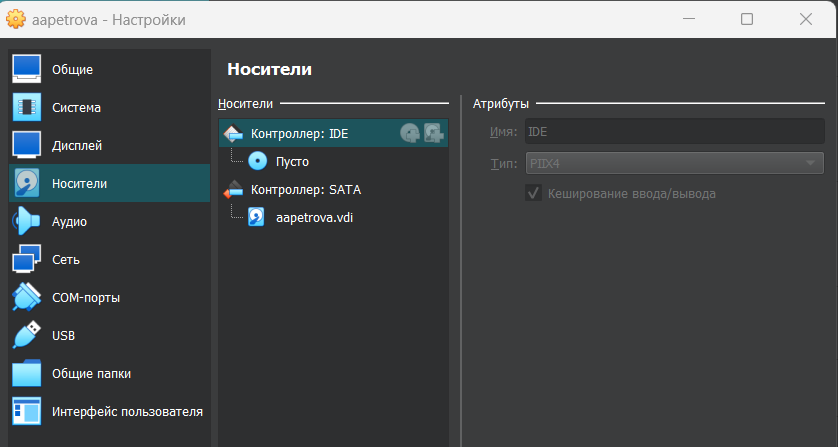 aapetrova - Настройки
Общие
Система
Дисплей
Носители
Аудио
Сеть
COM-порты
USB
Общие папки
Интерфейс пользователя
Носители
Носители
Контроллер: IDE
Пусто
Контроллер: SATA
aapetrova.vdi
Атрибуты
Имя: IDE
Тип: PIIX4
Кеширование ввода/вывода